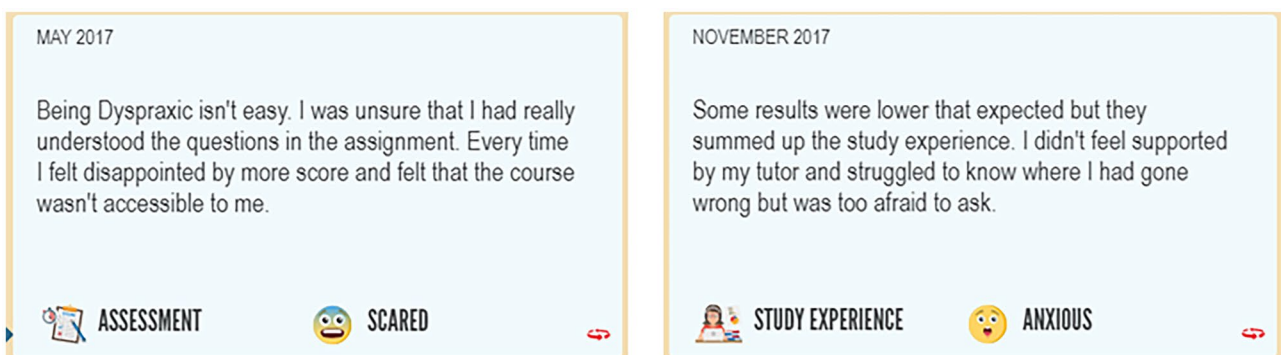 MAY 2017
Being Dyspraxic isn't easy. I was unsure that I had really
understood the questions in the assignment. Every time
I felt disappointed by more score and felt that the course
wasn't accessible to me.
ASSESSMENT
SCARED
NOVEMBER 2017
Some results were lower that expected but they
summed up the study experience. I didn't feel supported
by my tutor and struggled to know where I had gone
wrong but was too afraid to ask.
STUDY EXPERIENCE
ANXIOUS